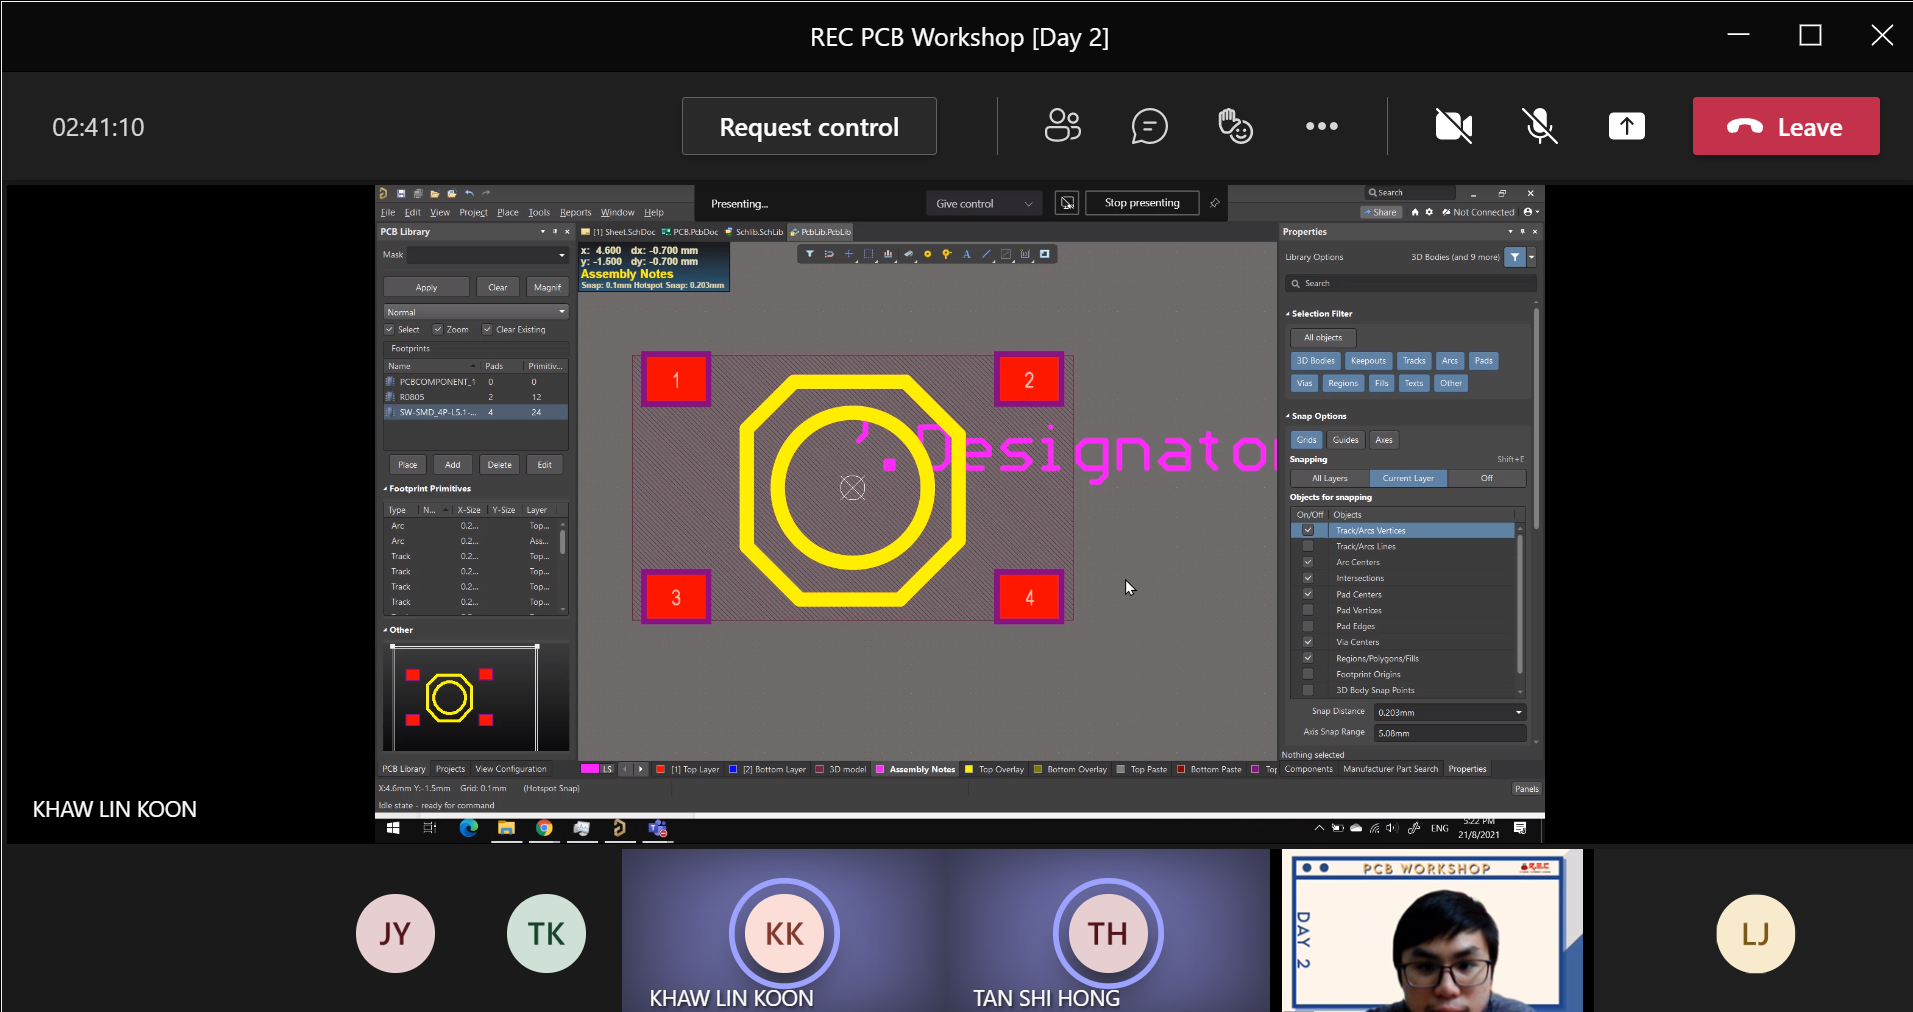 REC PCB Workshop [Day 2]
02:41:10
Request control
Leave
Presenting...
Give control
Stop presenting
Search
File Edit View Project Place Tools Reports Window Help
Share
Not Connected
PCB Library
[1] Sheet.SchDoc
PCB.PcbDoc
Schlib.SchLib
PcbLib.PcbLib
Properties
Mask
x: 4.600 dx: -0.700 mm
y: -1.500 dy: -0.700 mm
Assembly Notes
Snap: 0.1mm Hotspot Snap: 0.203mm
Library Options
3D Bodies (and 9 more)
Apply
Clear
Magnif
Search
Normal
Select
Zoom
Clear Existing
Selection Filter
All objects
Footprints
Name Pads Primitiv...
PCBCOMPONENT_1 0 0
R0805 2 12
SW-SMD_4P-L5.1-... 4 24
3D Bodies Keepouts Tracks Arcs Pads
Vias Regions Fills Texts Other
1
2
3
4
.Designator
Snap Options
Grids Guides Axes
Snapping
Shift+E
All Layers Current Layer Off
Objects for snapping
On/Off Objects
Track/Arcs Vertices
Track/Arcs Lines
Arc Centers
Intersections
Pad Centers
Pad Vertices
Pad Edges
Via Centers
Regions/Polygons/Fills
Footprint Origins
3D Body Snap Points
Snap Distance 0.203mm
Axis Snap Range 5.08mm
Nothing selected
Place Add Delete Edit
Footprint Primitives
Type N... X-Size Y-Size Layer
Arc 0.2... Top...
Arc 0.2... Ass...
Track 0.2... Top...
Track 0.2... Top...
Track 0.2... Top...
Track 0.2... Top...
Other
PCB Library Projects View Configuration
LS
[1] Top Layer
[2] Bottom Layer
3D model
Assembly Notes
Top Overlay
Bottom Overlay
Top Paste
Bottom Paste
Top
Components Manufacturer Part Search Properties
X:4.6mm Y:-1.5mm Grid: 0.1mm (Hotspot Snap)
Panels
Idle state - ready for command
ENG
5:22 PM
21/8/2021
KHAW LIN KOON
JY
TK
KK
KHAW LIN KOON
TH
TAN SHI HONG
PCB WORKSHOP
REC
DAY 2
LJ